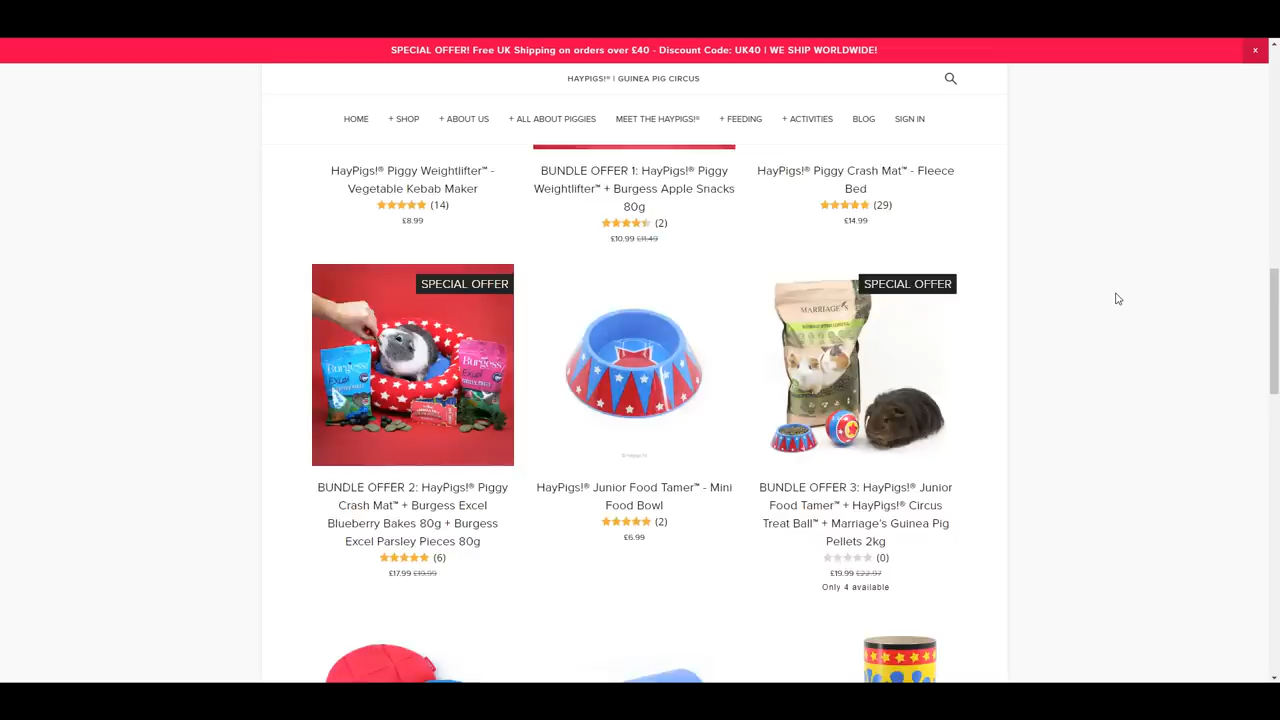 SPECIAL OFFER! Free UK Shipping on orders over £40 - Discount Code: UK40 | WE SHIP WORLDWIDE!
x
HAYPIGS!® | GUINEA PIG CIRCUS
HOME + SHOP + ABOUT US + ALL ABOUT PIGGIES MEET THE HAYPIGS!® + FEEDING + ACTIVITIES BLOG SIGN IN
HayPigs!® Piggy Weightlifter™ -
Vegetable Kebab Maker
(14)
£8.99
BUNDLE OFFER 1: HayPigs!® Piggy
Weightlifter™ + Burgess Apple Snacks
80g
(2)
£10.99 £11.49
HayPigs!® Piggy Crash Mat™ - Fleece
Bed
(29)
£14.99
SPECIAL OFFER
Burgess
Excel
Burgess
Excel
BUNDLE OFFER 2: HayPigs!® Piggy
Crash Mat™ + Burgess Excel
Blueberry Bakes 80g + Burgess
Excel Parsley Pieces 80g
(6)
£17.99 £19.99
HayPigs!® Junior Food Tamer™ - Mini
Food Bowl
(2)
£6.99
SPECIAL OFFER
MARRIAGE'S
BUNDLE OFFER 3: HayPigs!® Junior
Food Tamer™ + HayPigs!® Circus
Treat Ball™ + Marriage's Guinea Pig
Pellets 2kg
(0)
£19.99 £22.97
Only 4 available